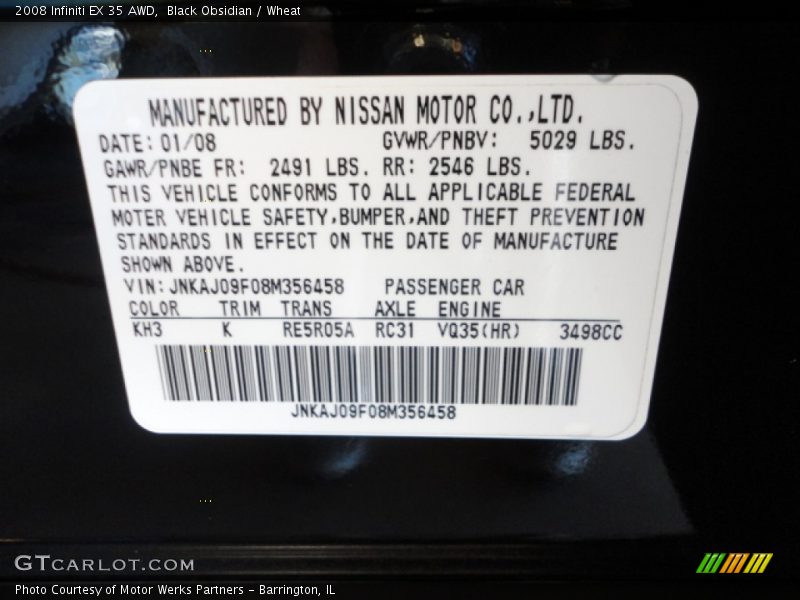 2008 Infiniti EX 35 AWD, Black Obsidian / Wheat
MANUFACTURED BY NISSAN MOTOR CO.,LTD.
DATE: 01/08 GVWR/PNBV: 5029 LBS.
GAWR/PNBE FR: 2491 LBS. RR: 2546 LBS.
THIS VEHICLE CONFORMS TO ALL APPLICABLE FEDERAL
MOTER VEHICLE SAFETY,BUMPER,AND THEFT PREVENTION
STANDARDS IN EFFECT ON THE DATE OF MANUFACTURE
SHOWN ABOVE.
VIN: JNKAJ09F08M356458 PASSENGER CAR
COLOR TRIM TRANS AXLE ENGINE
KH3 K RE5R05A RC31 VQ35(HR) 3498CC
JNKAJ09F08M356458
GTCARLOT.COM
Photo Courtesy of Motor Werks Partners - Barrington, IL